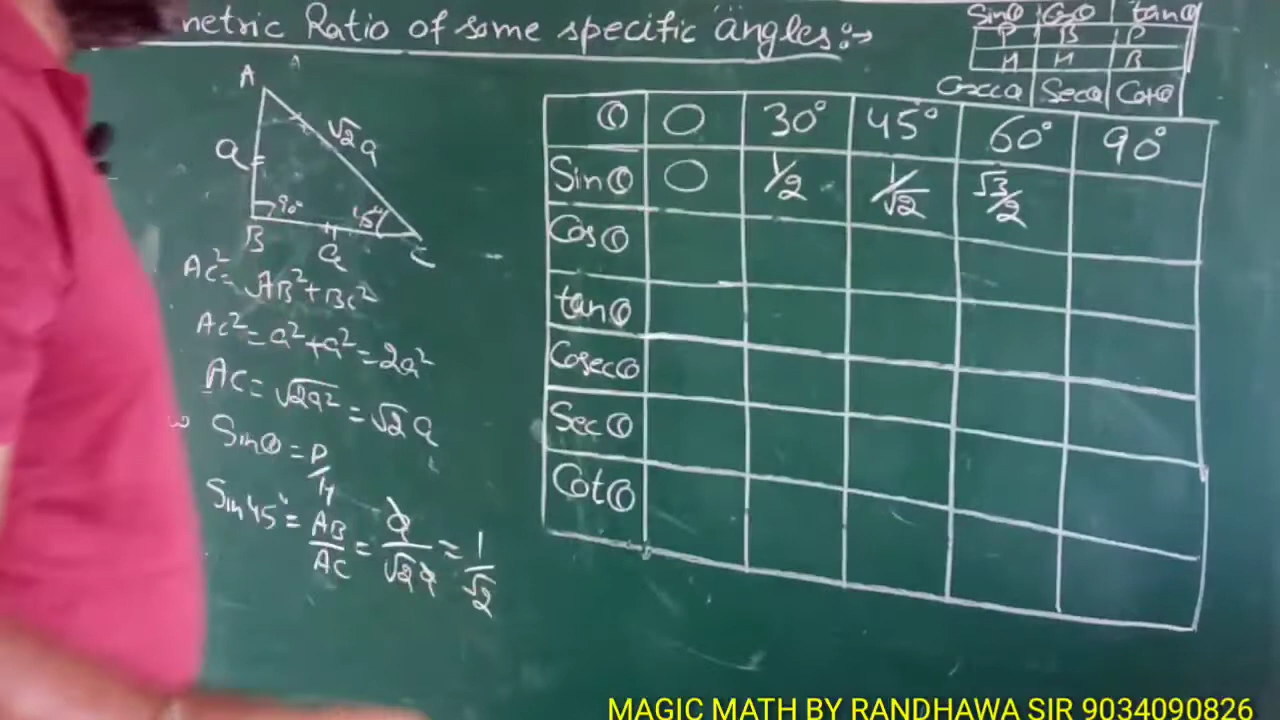 netric Ratio of some specific angles:→
Sinθ Cosθ tanθ
P B P
H H B
Cosecθ Secθ Cotθ
A
a √2a
90° 45°
B a C
AC² = AB² + BC²
AC² = a² + a² = 2a²
AC = √2a² = √2 a
Sinθ = P/H
Sin45° = AB/AC = a/√2a = 1/√2
θ 0 30° 45° 60° 90°
Sinθ 0 1/2 1/√2 √3/2
Cosθ
tanθ
Cosecθ
Secθ
Cotθ
MAGIC MATH BY RANDHAWA SIR 9034090826